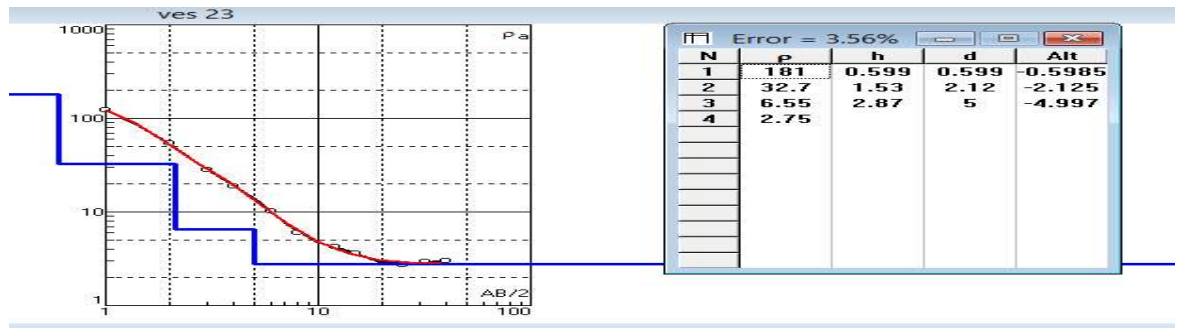 ves 23
1000
Pa
100
10
1
AB/2
1 10 100
Error = 3.56%
N ρ h d Alt
1 181 0.599 0.599 -0.5985
2 32.7 1.53 2.12 -2.125
3 6.55 2.87 5 -4.997
4 2.75